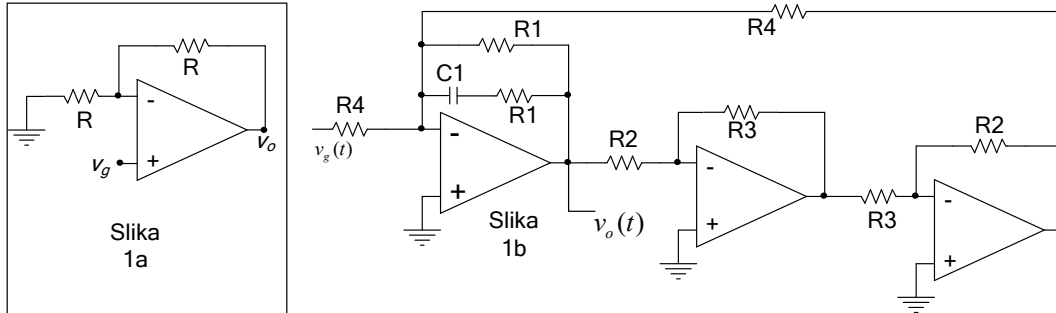 R
R
-
+
v_g
v_o
Slika
1a
R4
R1
C1
R1
R4
v_g(t)
-
+
Slika
1b
v_o(t)
R2
R3
-
+
R3
R2
-
+